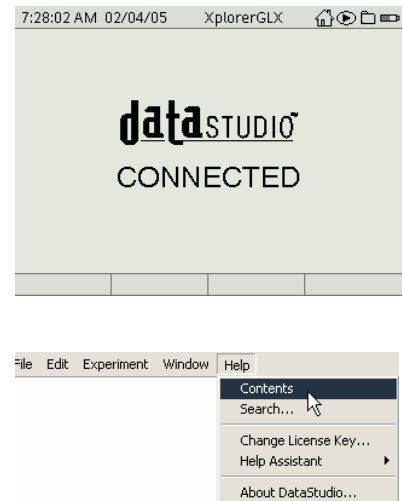 7:28:02 AM 02/04/05 XplorerGLX
dataSTUDIO™
CONNECTED
File Edit Experiment Window Help
Contents
Search...
Change License Key...
Help Assistant
About DataStudio...